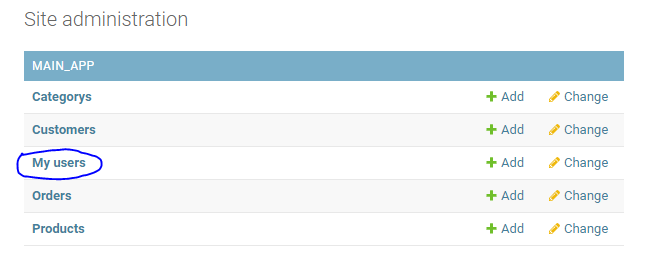 Site administration
MAIN_APP
Categorys Add Change
Customers Add Change
My users Add Change
Orders Add Change
Products Add Change